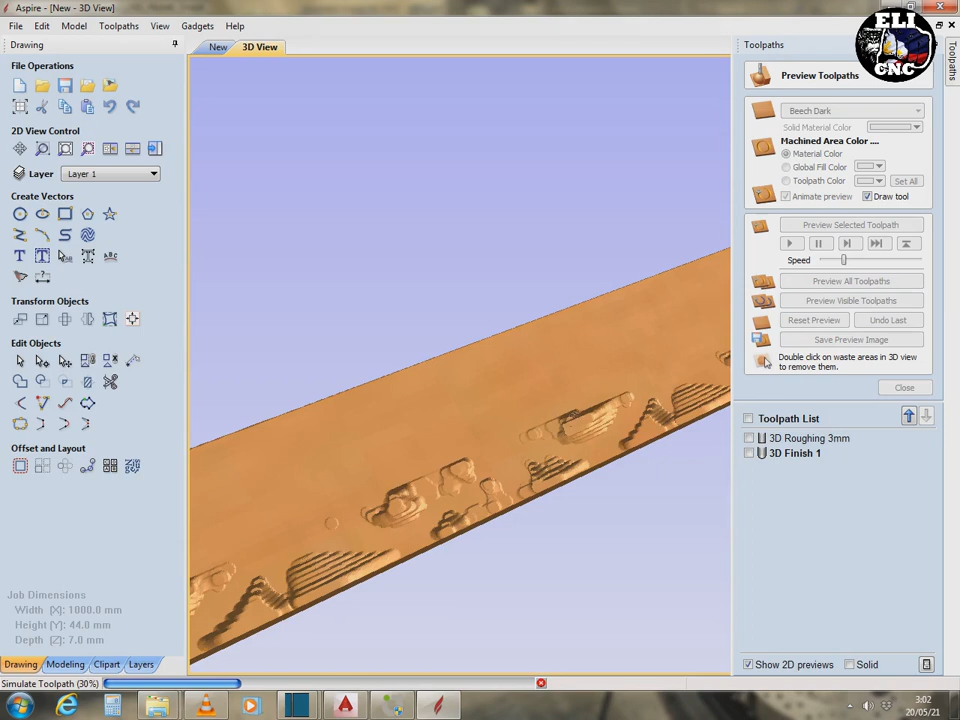 Aspire - [New - 3D View]
File Edit Model Toolpaths View Gadgets Help
Drawing
File Operations
2D View Control
Layer
Layer 1
Create Vectors
Transform Objects
Edit Objects
Offset and Layout
Job Dimensions
Width [X]: 1000.0 mm
Height [Y]: 44.0 mm
Depth [Z]: 7.0 mm
Drawing Modeling Clipart Layers
Simulate Toolpath (30%)
New
3D View
Toolpaths
ELI
CNC
Toolpaths
Preview Toolpaths
Beech Dark
Solid Material Color
Machined Area Color ....
Material Color
Global Fill Color
Toolpath Color
Set All
Animate preview
Draw tool
Preview Selected Toolpath
Speed
Preview All Toolpaths
Preview Visible Toolpaths
Reset Preview
Undo Last
Save Preview Image
Double click on waste areas in 3D view
to remove them.
Close
Toolpath List
3D Roughing 3mm
3D Finish 1
Show 2D previews
Solid
3:02
20/05/21